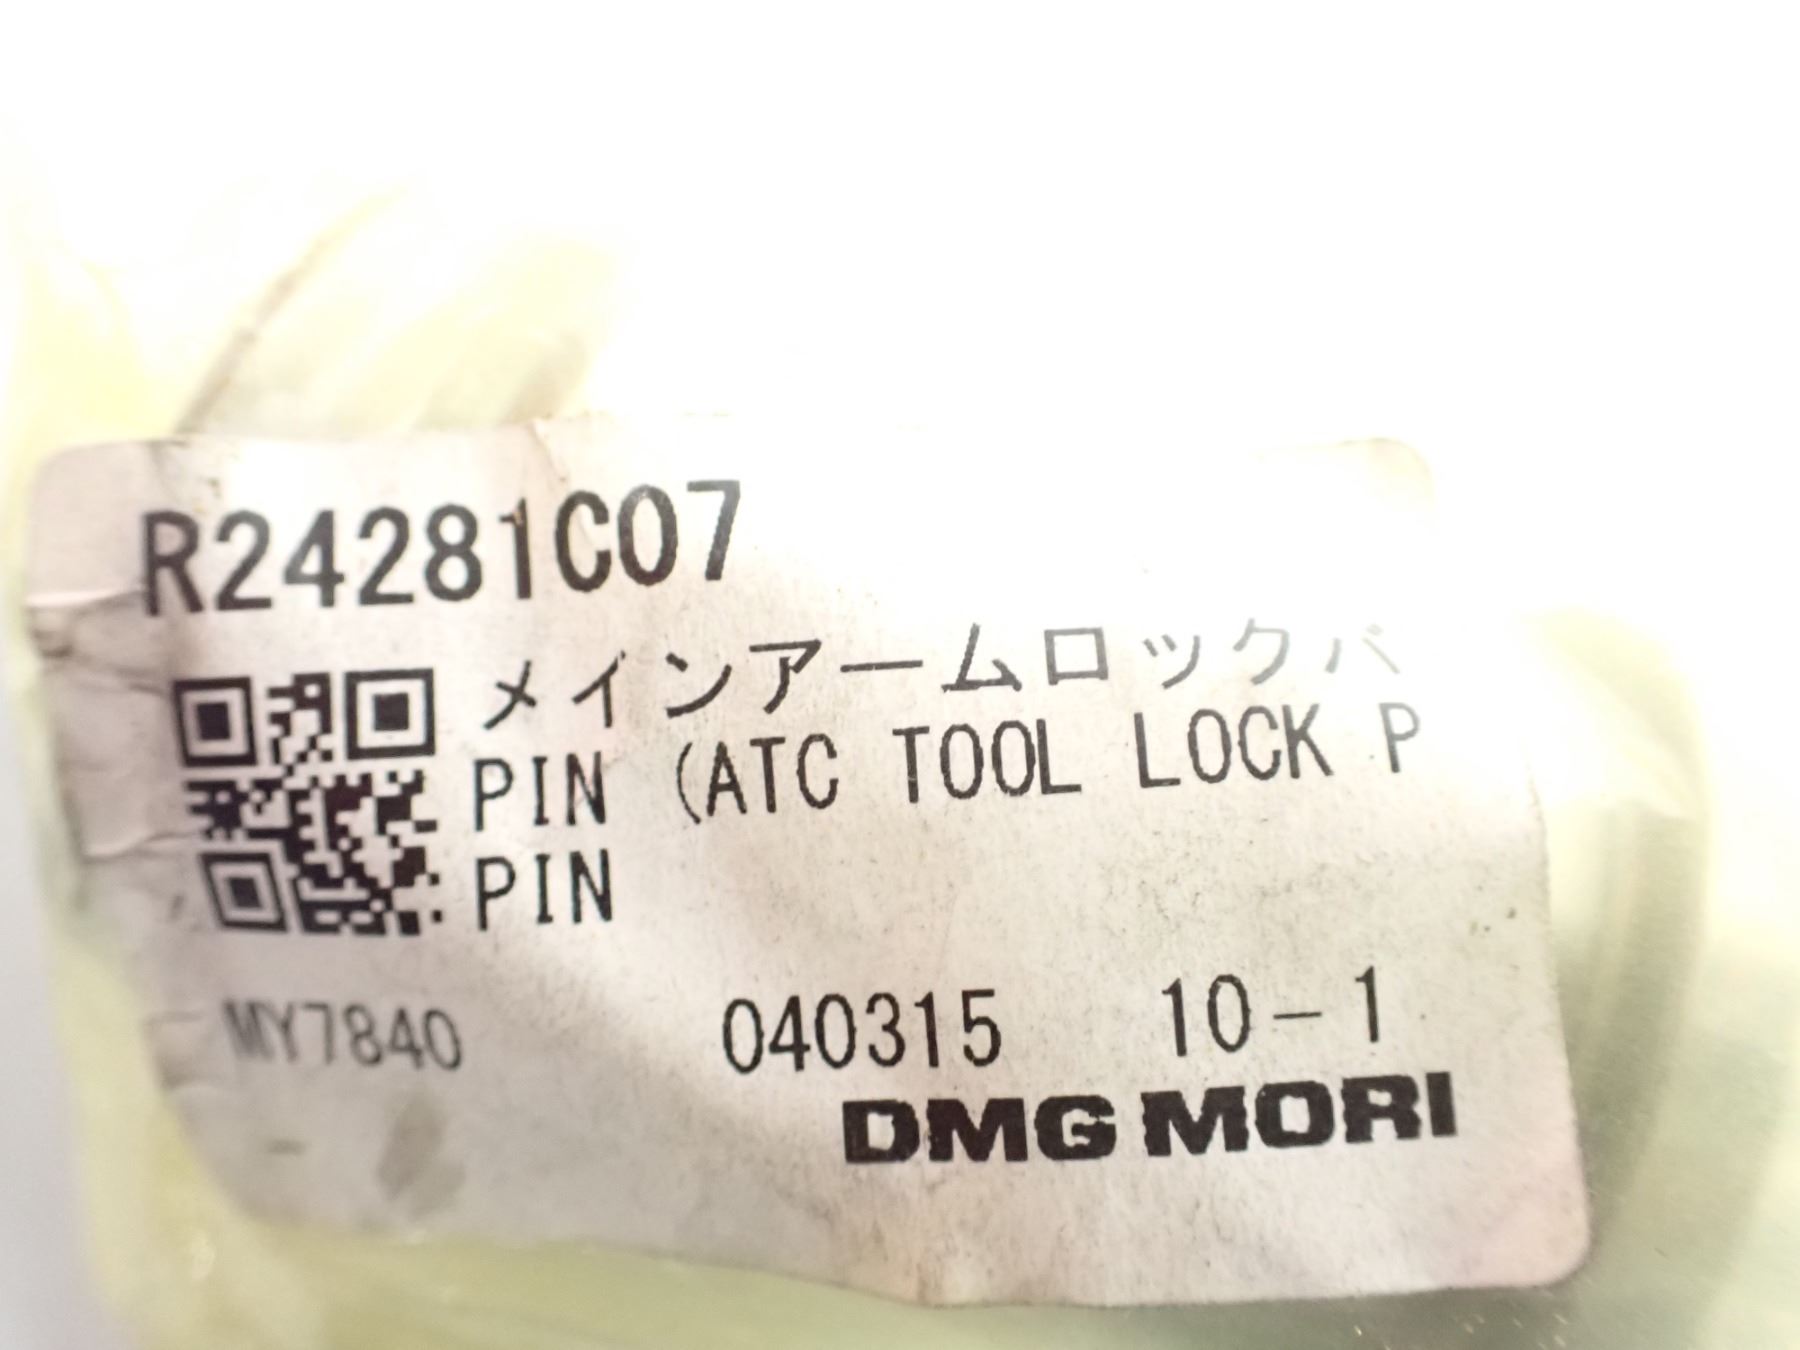 R24281C07
メインアームロックバ
PIN (ATC TOOL LOCK P
PIN
MY7840 040315 10-1
DMG MORI